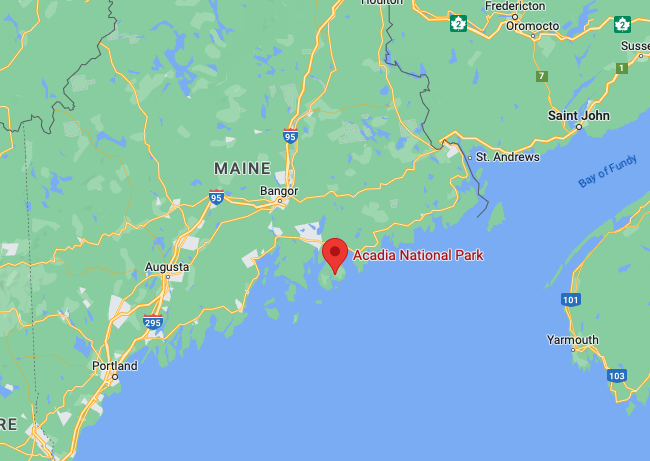 Houlton
Fredericton
2
Oromocto
2
Susse
1
7
Saint John
95
St. Andrews
MAINE
Bay of Fundy
Bangor
95
Acadia National Park
Augusta
101
295
Yarmouth
Portland
103
RE